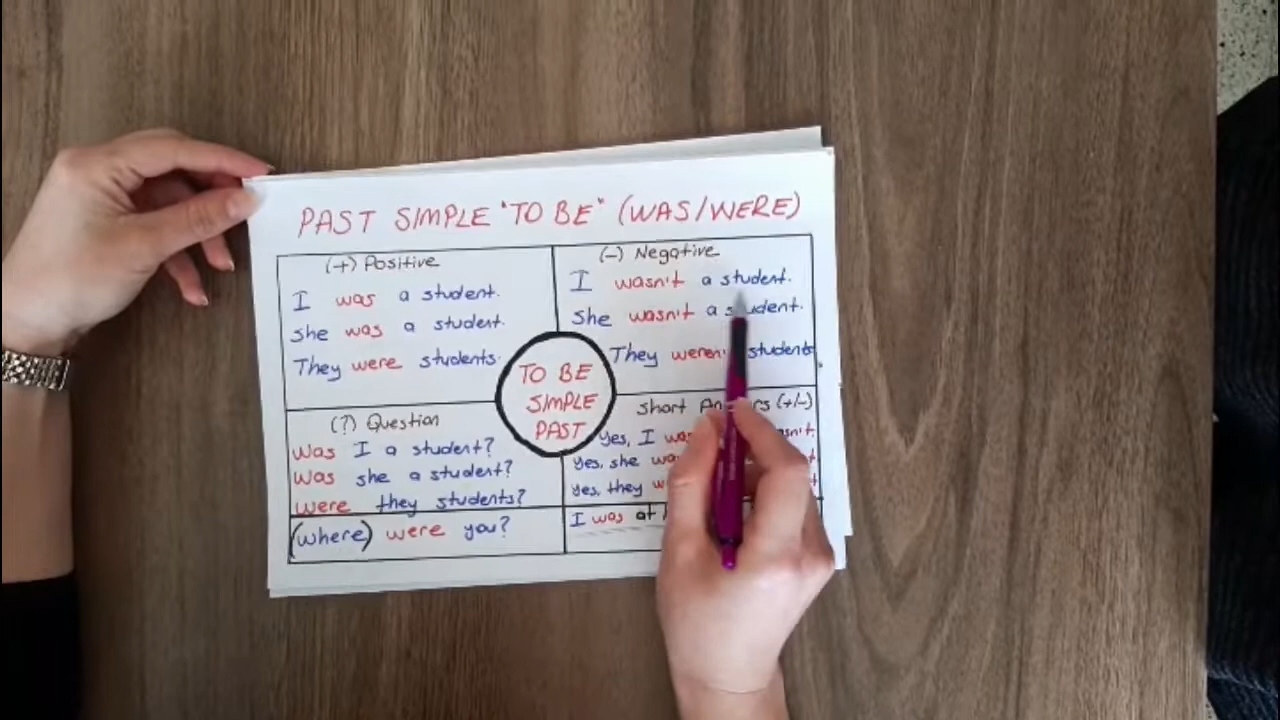 PAST SIMPLE "TO BE" (WAS/WERE)
(+) Positive
I was a student.
She was a student.
They were students.
(-) Negative
I wasn't a student.
She wasn't a student.
They students
TO BE
SIMPLE
PAST
(?) Question
Was I a student?
Was she a student?
were they students?
(where) were you?
short (+/-)
Yes, I
Yes, she
Yes, they
I was at